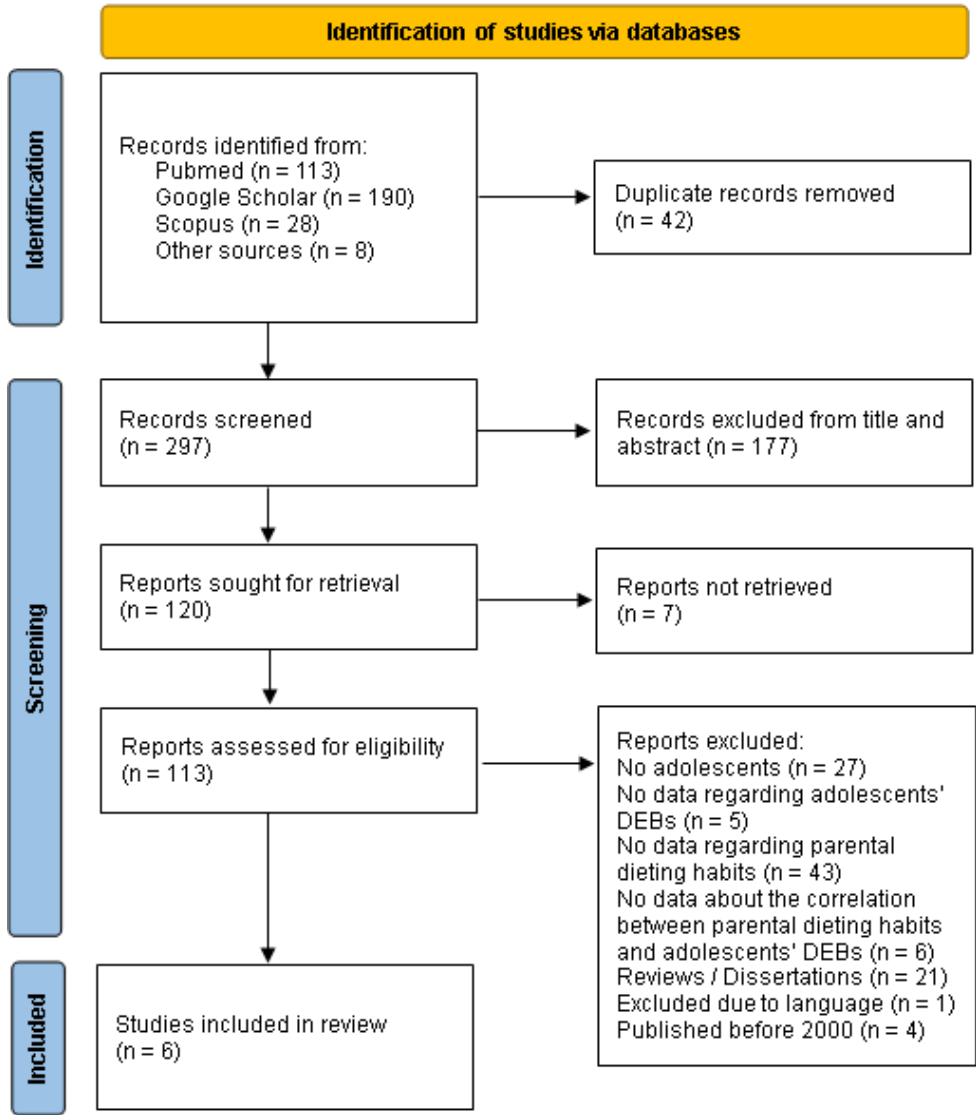 Identification of studies via databases
Identification
Records identified from:
Pubmed (n = 113)
Google Scholar (n = 190)
Scopus (n = 28)
Other sources (n = 8)
Duplicate records removed
(n = 42)
Screening
Records screened
(n = 297)
Records excluded from title and
abstract (n = 177)
Reports sought for retrieval
(n = 120)
Reports not retrieved
(n = 7)
Reports assessed for eligibility
(n = 113)
Reports excluded:
No adolescents (n = 27)
No data regarding adolescents'
DEBs (n = 5)
No data regarding parental
dieting habits (n = 43)
No data about the correlation
between parental dieting habits
and adolescents' DEBs (n = 6)
Reviews / Dissertations (n = 21)
Excluded due to language (n = 1)
Published before 2000 (n = 4)
Included
Studies included in review
(n = 6)